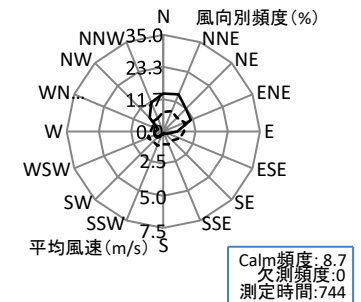 N
風向別頻度(%)
35.0
NNW
NNE
NW
23.3
NE
WN...
11
ENE
W
0.0
E
WSW
2.5
ESE
SW
5.0
SE
SSW
SSE
7.5
S
平均風速(m/s)
Calm頻度: 8.7
欠測頻度:0
測定時間:744